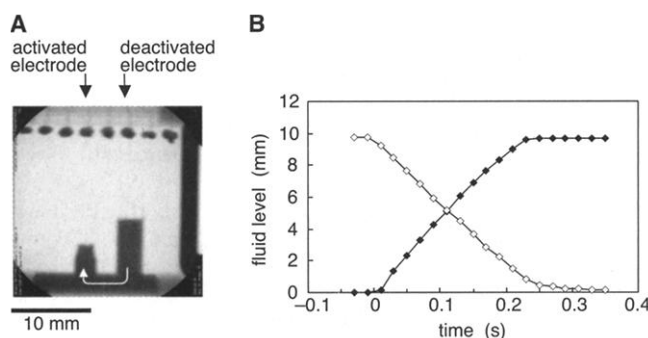 A
activated
electrode
deactivated
electrode
10 mm
B
12
10
8
6
4
2
0
fluid level (mm)
−0.1
0
0.1
0.2
0.3
0.4
time (s)